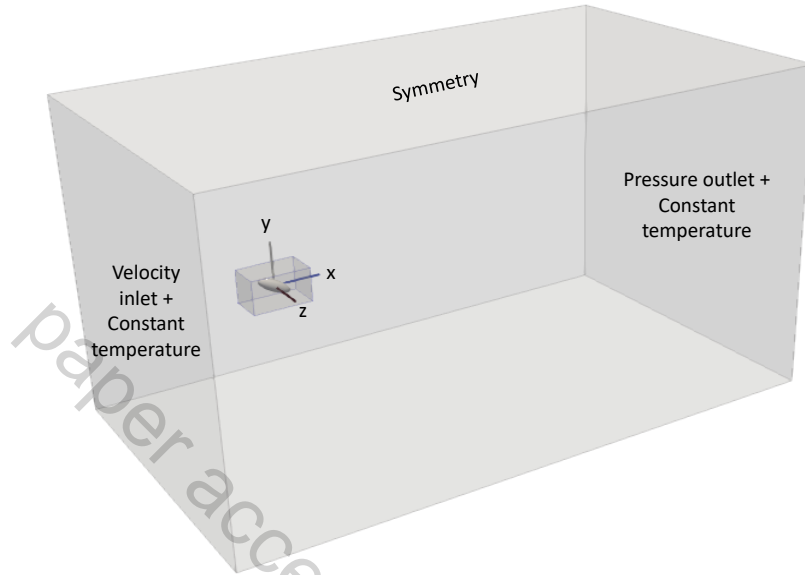 Symmetry
Pressure outlet +
Constant
temperature
y
x
z
Velocity
inlet +
Constant
temperature
paper acce